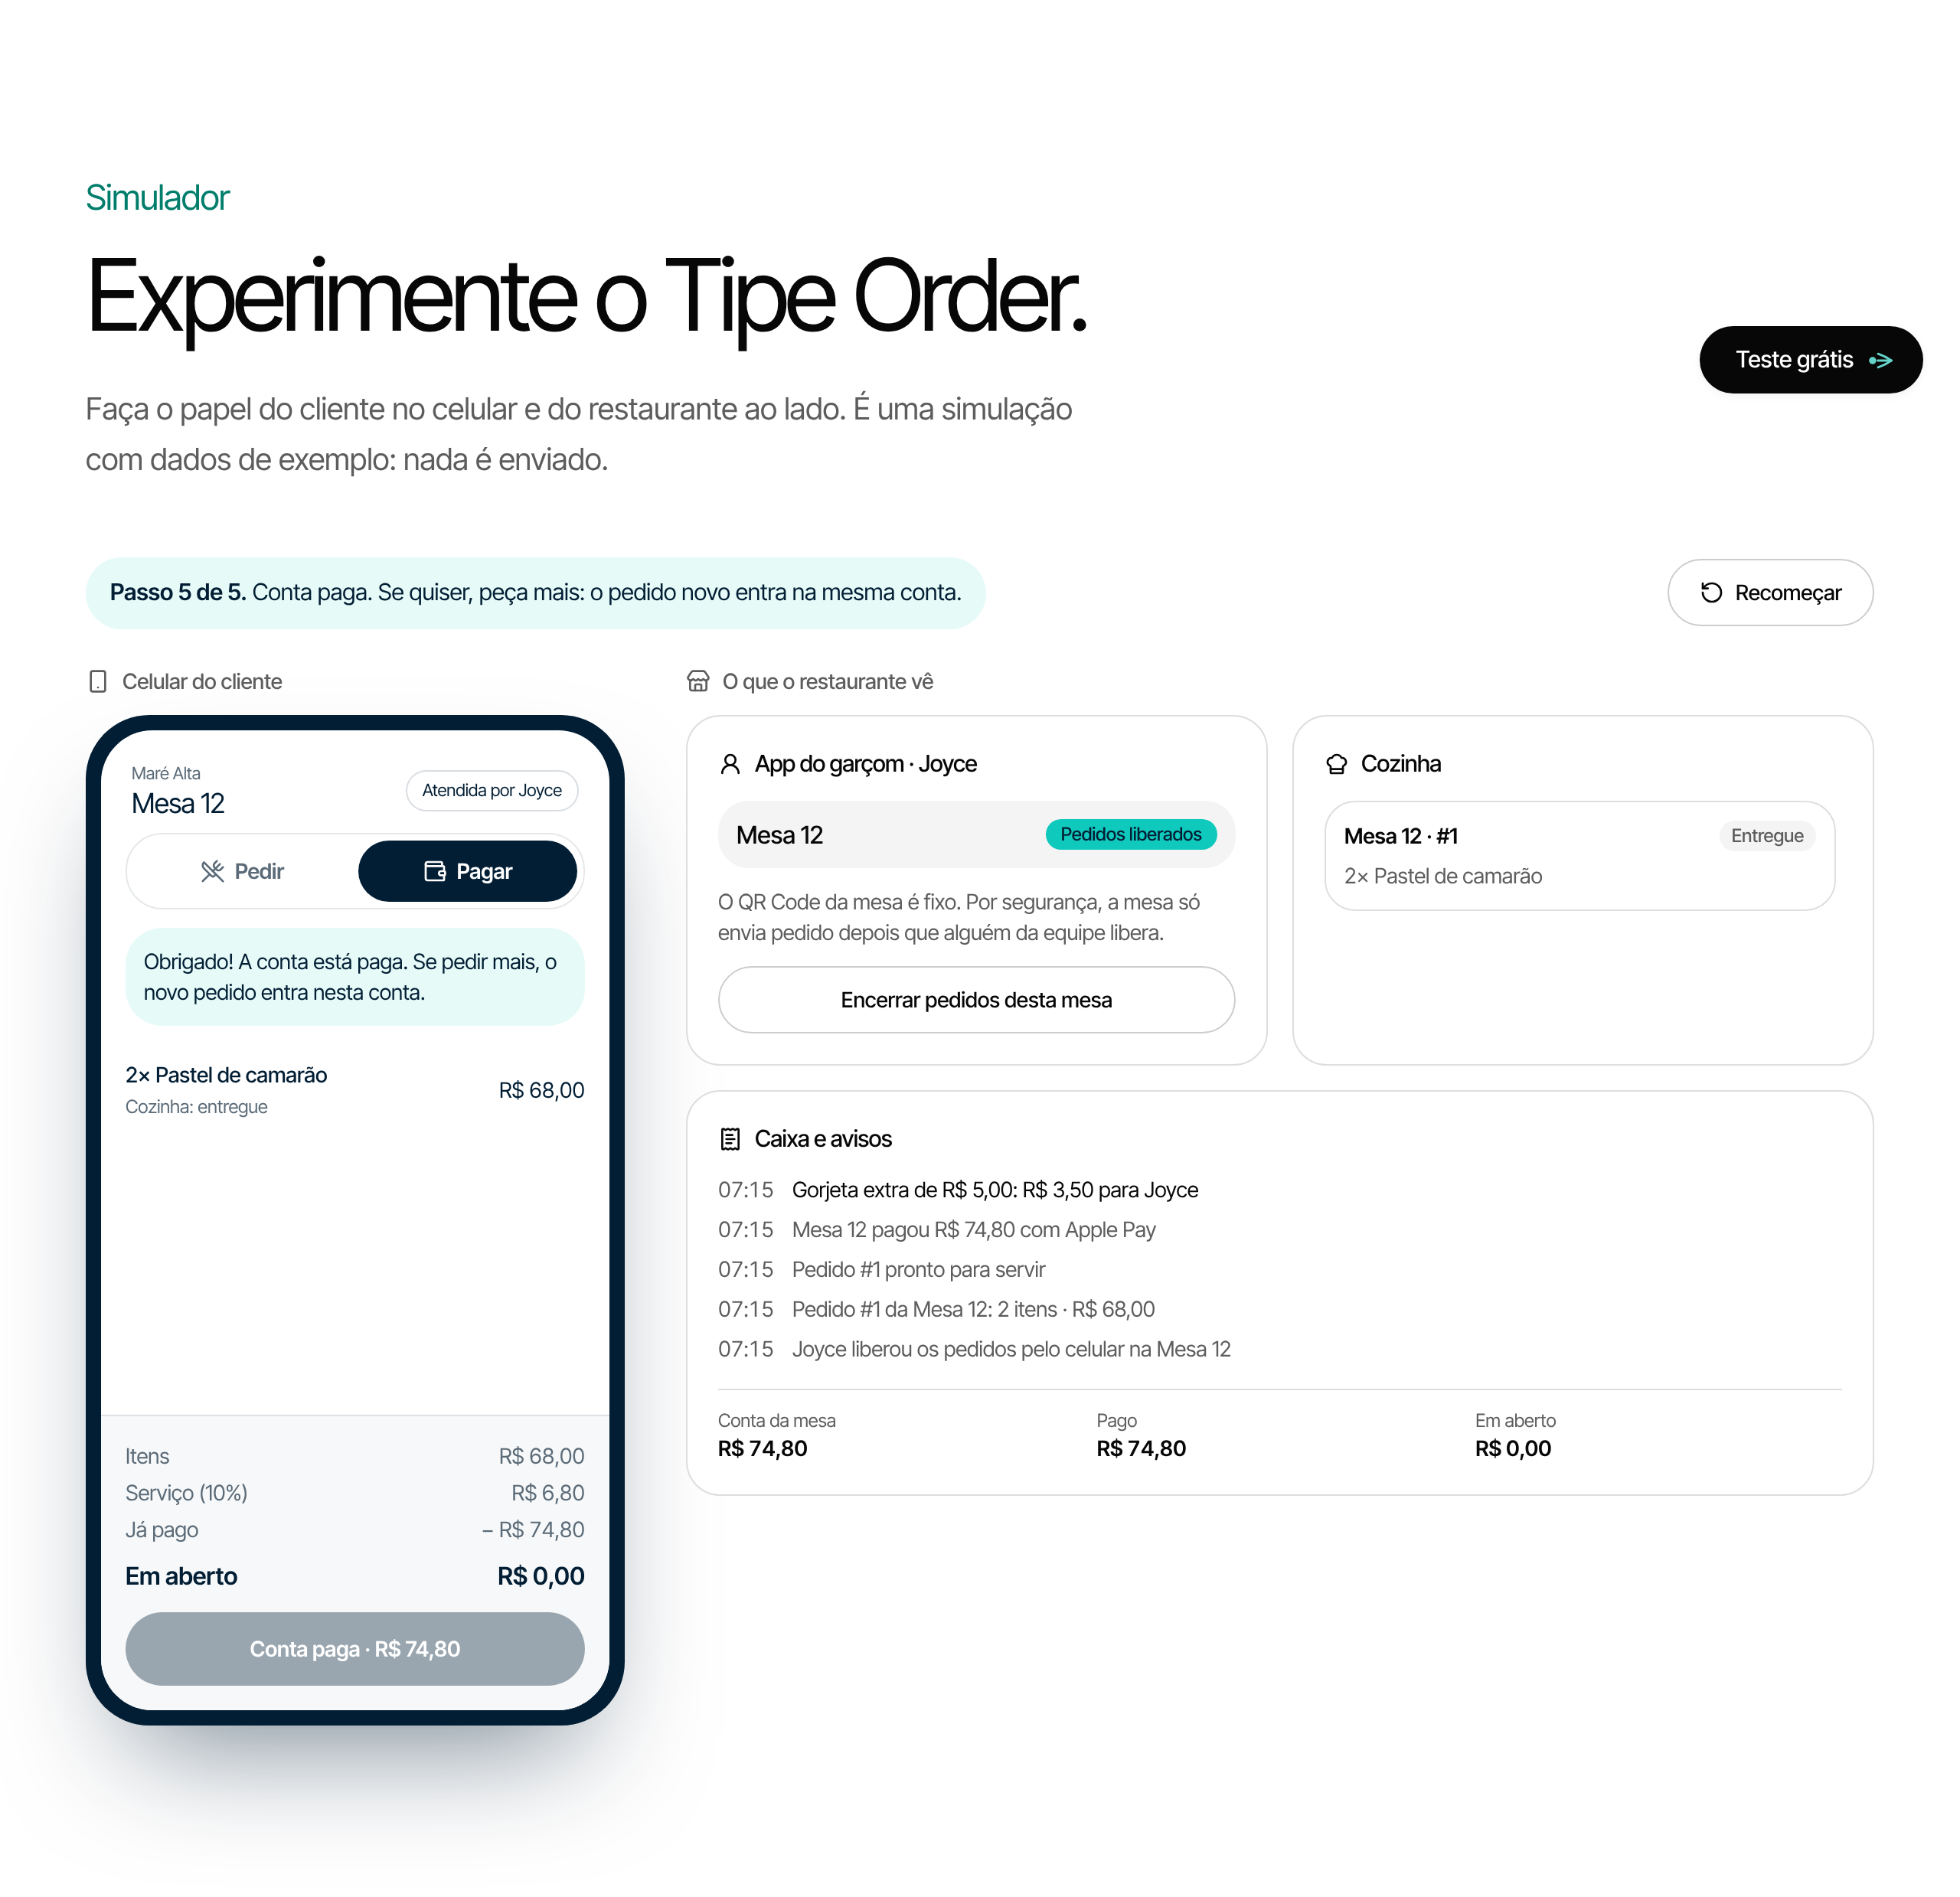 Simulador
Experimente o Tipe Order.
Teste grátis
Faça o papel do cliente no celular e do restaurante ao lado. É uma simulação
com dados de exemplo: nada é enviado.
Passo 5 de 5. Conta paga. Se quiser, peça mais: o pedido novo entra na mesma conta.
Recomeçar
Celular do cliente
Maré Alta
Mesa 12
Atendida por Joyce
Pedir
Pagar
Obrigado! A conta está paga. Se pedir mais, o
novo pedido entra nesta conta.
2× Pastel de camarão
R$ 68,00
Cozinha: entregue
Itens R$ 68,00
Serviço (10%) R$ 6,80
Já pago − R$ 74,80
Em aberto R$ 0,00
Conta paga · R$ 74,80
O que o restaurante vê
App do garçom · Joyce
Mesa 12
Pedidos liberados
O QR Code da mesa é fixo. Por segurança, a mesa só
envia pedido depois que alguém da equipe libera.
Encerrar pedidos desta mesa
Cozinha
Mesa 12 · #1
Entregue
2× Pastel de camarão
Caixa e avisos
07:15 Gorjeta extra de R$ 5,00: R$ 3,50 para Joyce
07:15 Mesa 12 pagou R$ 74,80 com Apple Pay
07:15 Pedido #1 pronto para servir
07:15 Pedido #1 da Mesa 12: 2 itens · R$ 68,00
07:15 Joyce liberou os pedidos pelo celular na Mesa 12
Conta da mesa
R$ 74,80
Pago
R$ 74,80
Em aberto
R$ 0,00